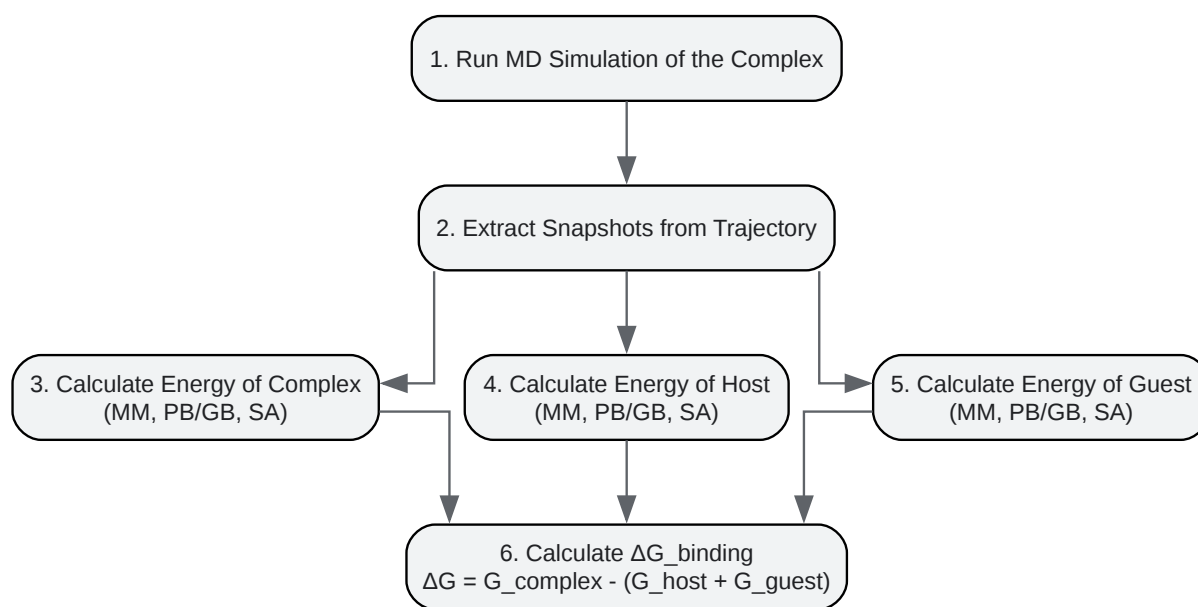 1. Run MD Simulation of the Complex
2. Extract Snapshots from Trajectory
3. Calculate Energy of Complex
(MM, PB/GB, SA)
4. Calculate Energy of Host
(MM, PB/GB, SA)
5. Calculate Energy of Guest
(MM, PB/GB, SA)
6. Calculate ΔG_binding
ΔG = G_complex - (G_host + G_guest)